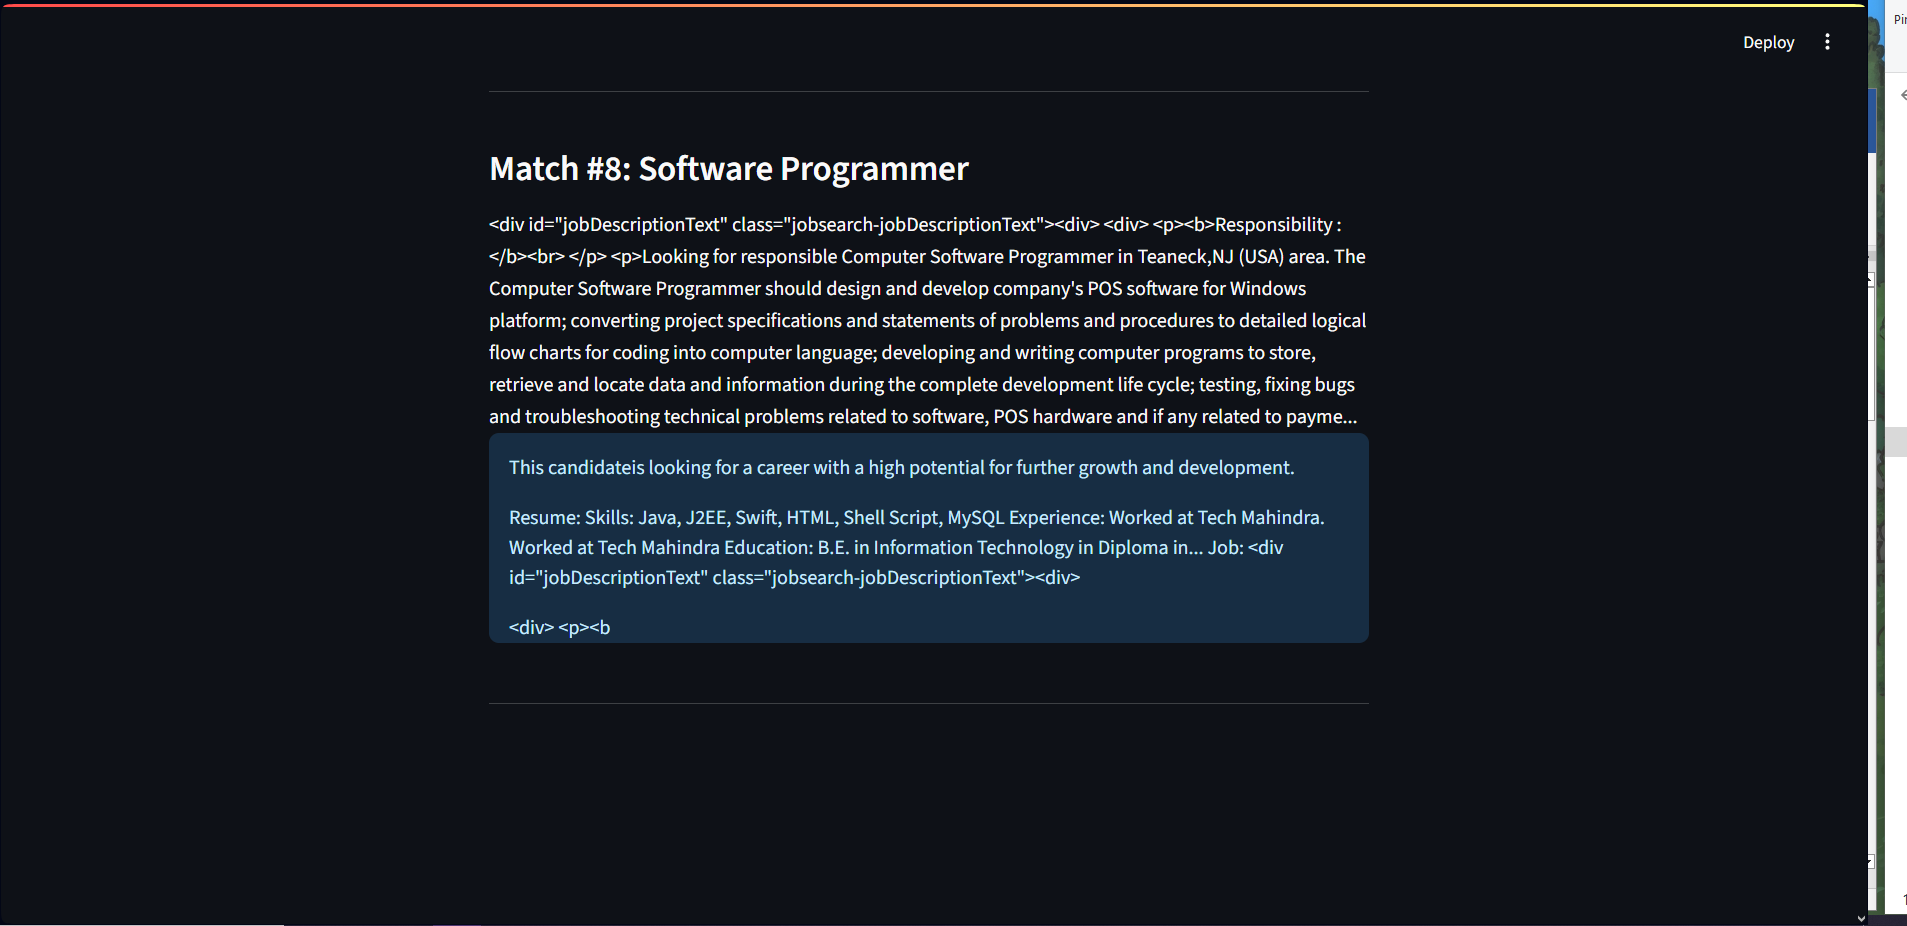 Pi
Deploy
Match #8: Software Programmer
<div id="jobDescriptionText" class="jobsearch-jobDescriptionText"><div> <div> <p><b>Responsibility :
</b><br> </p> <p>Looking for responsible Computer Software Programmer in Teaneck,NJ (USA) area. The
Computer Software Programmer should design and develop company's POS software for Windows
platform; converting project specifications and statements of problems and procedures to detailed logical
flow charts for coding into computer language; developing and writing computer programs to store,
retrieve and locate data and information during the complete development life cycle; testing, fixing bugs
and troubleshooting technical problems related to software, POS hardware and if any related to payme...
This candidateis looking for a career with a high potential for further growth and development.
Resume: Skills: Java, J2EE, Swift, HTML, Shell Script, MySQL Experience: Worked at Tech Mahindra.
Worked at Tech Mahindra Education: B.E. in Information Technology in Diploma in... Job: <div
id="jobDescriptionText" class="jobsearch-jobDescriptionText"><div>
<div> <p><b